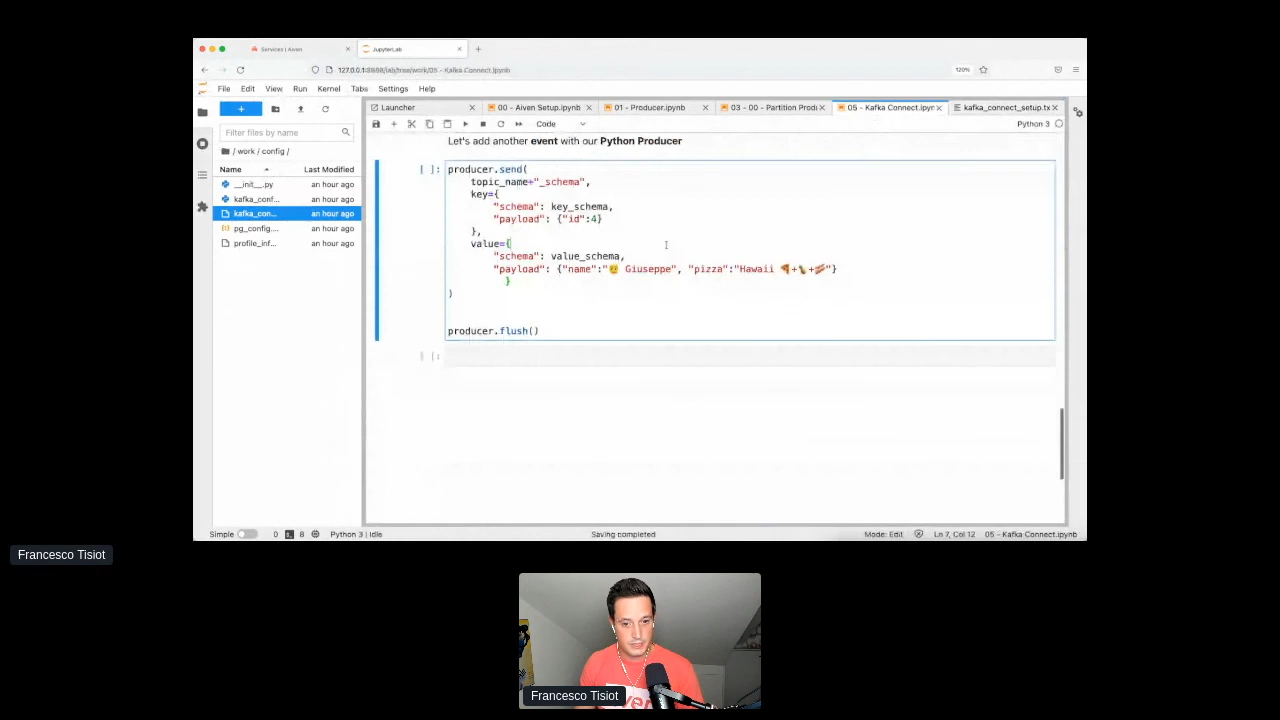 Services | Aiven
JupyterLab
127.0.0.1:8888/lab/tree/work/05 - Kafka Connect.ipynb
120%
File Edit View Run Kernel Tabs Settings Help
Launcher
00 - Aiven Setup.ipynb
01 - Producer.ipynb
03 - 00 - Partition Prod
05 - Kafka Connect.ipyn
kafka_connect_setup.tx
Code
Python 3
Filter files by name
/ work / config /
Name Last Modified
__init__.py an hour ago
kafka_conf... an hour ago
kafka_con... an hour ago
pg_config.... an hour ago
profile_inf... an hour ago
Let's add another event with our Python Producer
[ ]: producer.send(
topic_name+"_schema",
key={
"schema": key_schema,
"payload": {"id":4}
},
value={
"schema": value_schema,
"payload": {"name":"👨 Giuseppe", "pizza":"Hawaii 🍕+🍍+🥓"}
}
)
producer.flush()
[ ]:
Simple 0 8 Python 3 | Idle Saving completed Mode: Edit Ln 7, Col 12 05 - Kafka Connect.ipynb
Francesco Tisiot
Francesco Tisiot